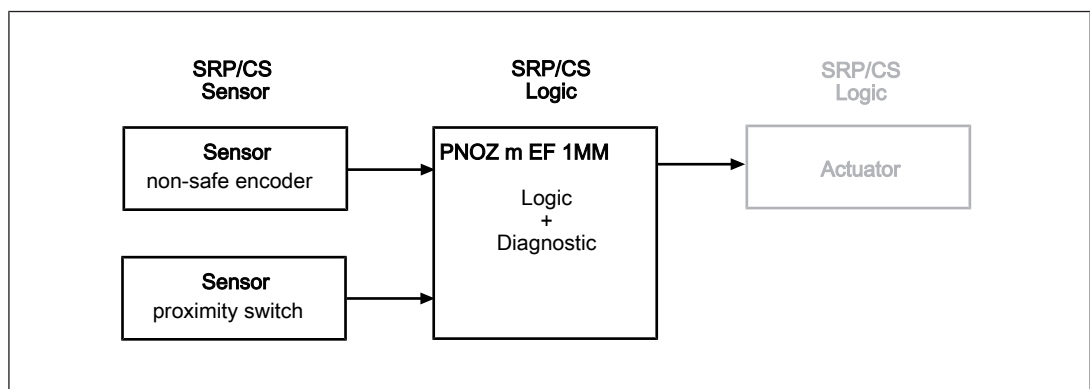 SRP/CS
Sensor
SRP/CS
Logic
SRP/CS
Logic
Sensor
non-safe encoder
PNOZ m EF 1MM
Logic
+
Diagnostic
Actuator
Sensor
proximity switch